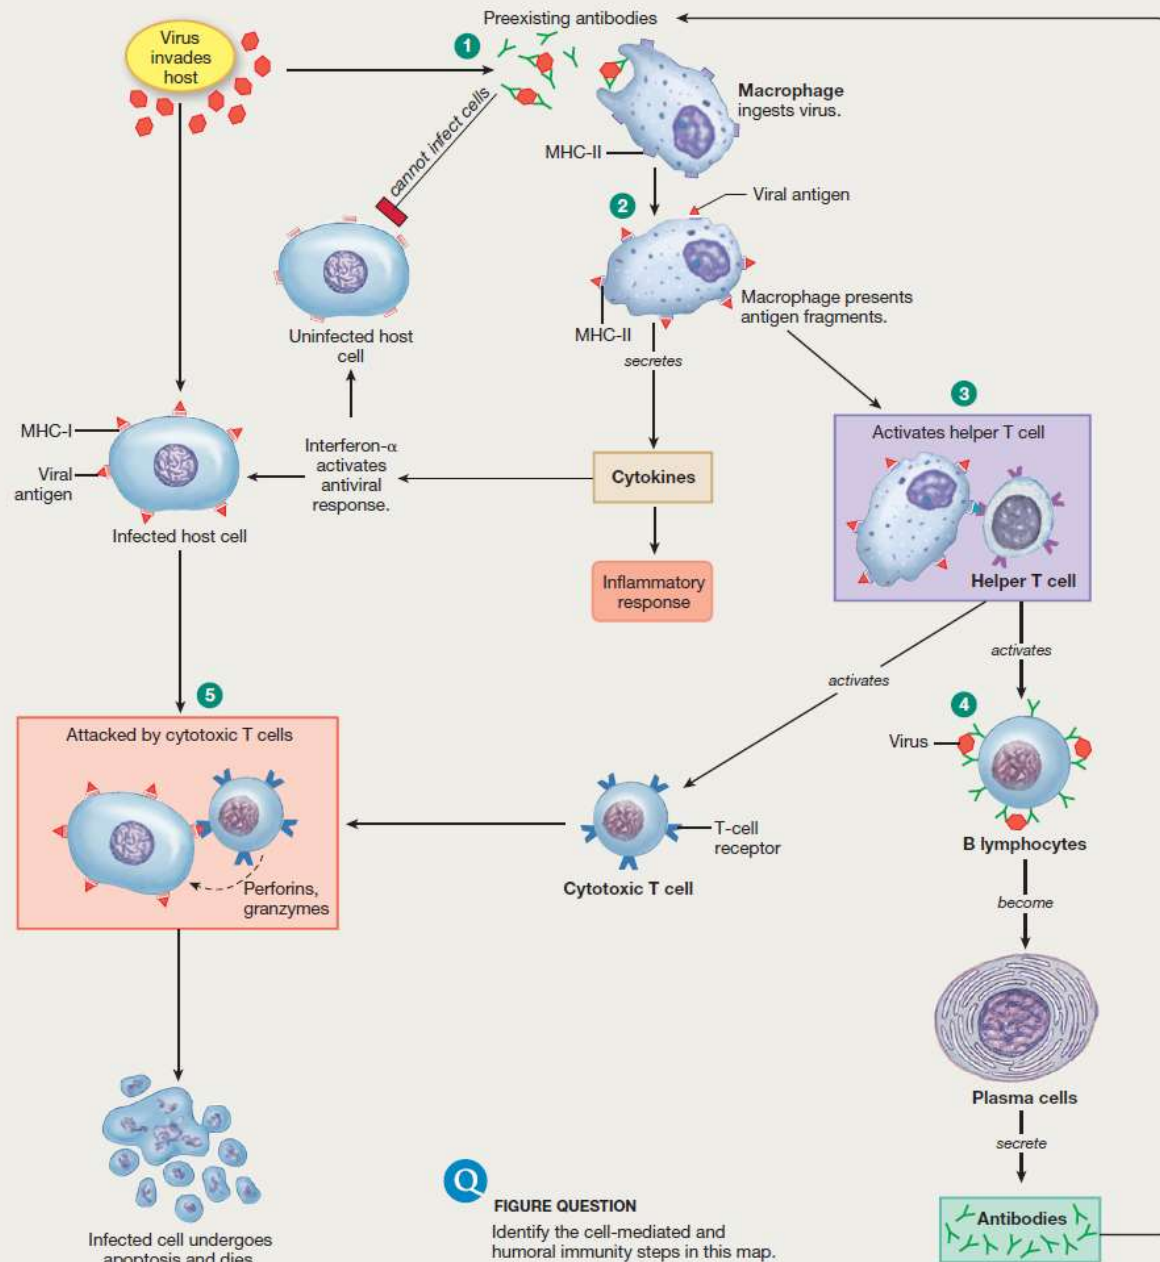 Preexisting antibodies
Virus
invades
host
1
Macrophage
ingests virus.
cannot infect cells
MHC-II
2
Viral antigen
Uninfected host
cell
MHC-II
Macrophage presents
antigen fragments.
secretes
3
Activates helper T cell
MHC-I
Viral
antigen
Interferon-α
activates
antiviral
response.
Cytokines
Infected host cell
Inflammatory
response
Helper T cell
activates
activates
5
Attacked by cytotoxic T cells
4
Virus
T-cell
receptor
B lymphocytes
Cytotoxic T cell
Perforins,
granzymes
become
Plasma cells
secrete
Q
FIGURE QUESTION
Identify the cell-mediated and
humoral immunity steps in this map.
Antibodies
Infected cell undergoes
apoptosis and dies